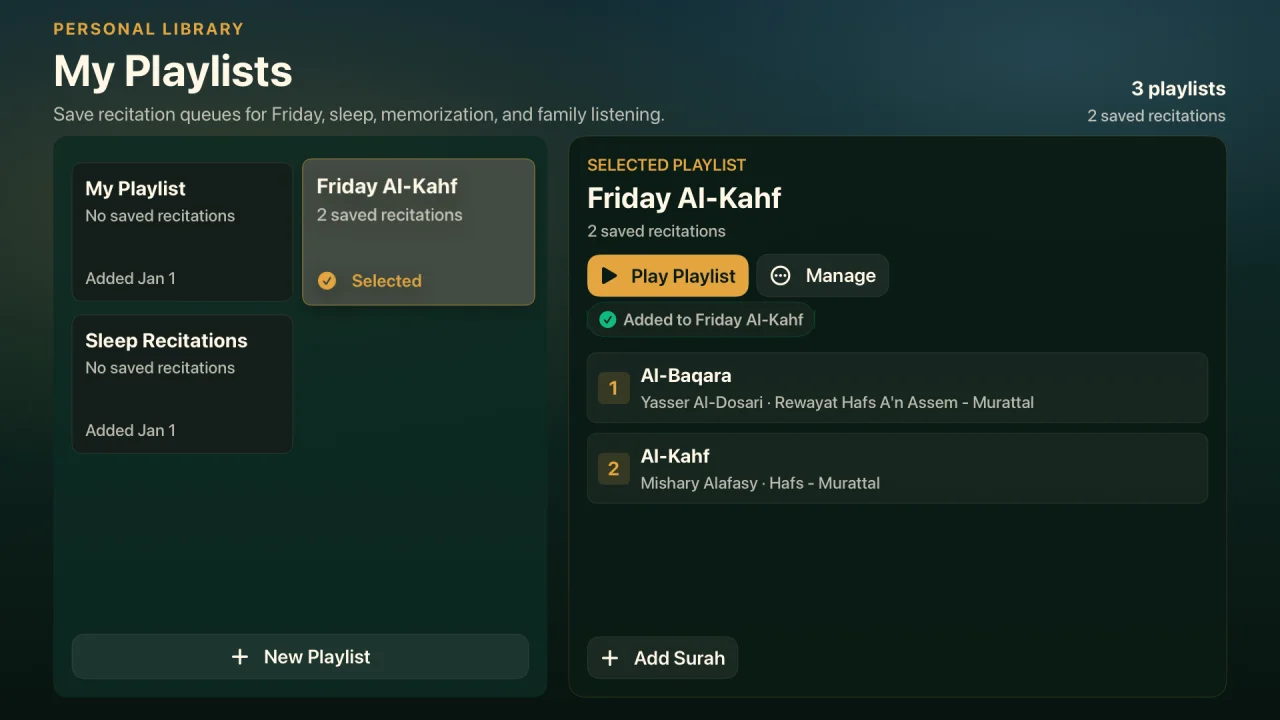 PERSONAL LIBRARY
My Playlists
Save recitation queues for Friday, sleep, memorization, and family listening.
3 playlists
2 saved recitations
My Playlist
No saved recitations
Added Jan 1
Friday Al-Kahf
2 saved recitations
Selected
Sleep Recitations
No saved recitations
Added Jan 1
New Playlist
SELECTED PLAYLIST
Friday Al-Kahf
2 saved recitations
Play Playlist
Manage
Added to Friday Al-Kahf
1
Al-Baqara
Yasser Al-Dosari · Rewayat Hafs A'n Assem - Murattal
2
Al-Kahf
Mishary Alafasy · Hafs - Murattal
Add Surah